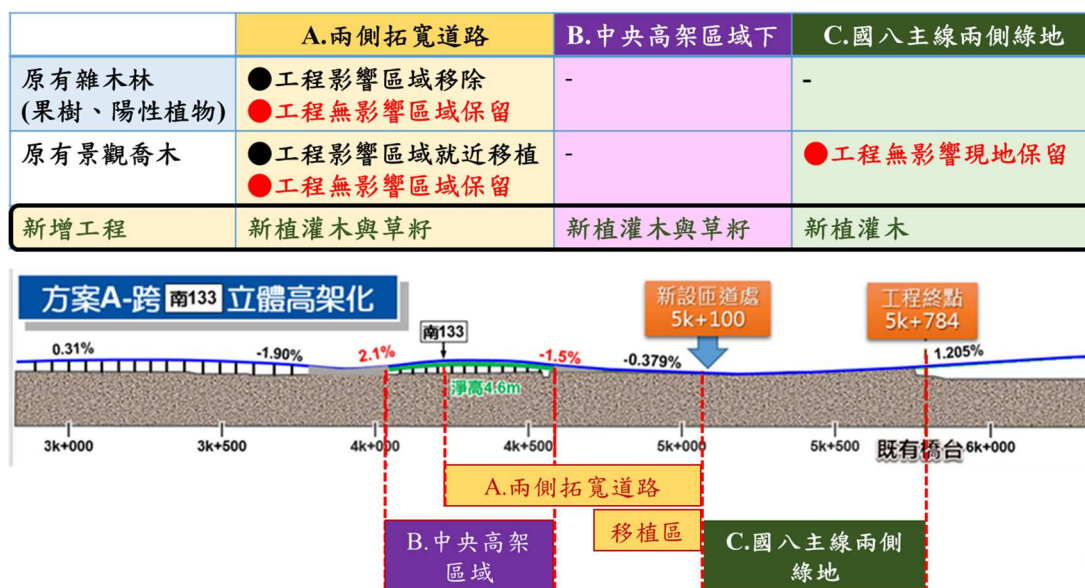 A.兩側拓寬道路
B.中央高架區域下
C.國八主線兩側綠地
原有雜木林
(果樹、陽性植物)
●工程影響區域移除
●工程無影響區域保留
-
-
原有景觀喬木
●工程影響區域就近移植
●工程無影響區域保留
-
●工程無影響現地保留
新增工程
新植灌木與草籽
新植灌木與草籽
新植灌木
方案A-跨 南133 立體高架化
新設匝道處
5k+100
工程終點
5k+784
南133
0.31%
-1.90%
2.1%
-1.5%
-0.379%
1.205%
淨高4.6m
3k+000
3k+500
4k+000
4k+500
5k+000
5k+500
既有橋台
6k+000
A.兩側拓寬道路
移植區
B.中央高架
區域
C.國八主線兩側
綠地